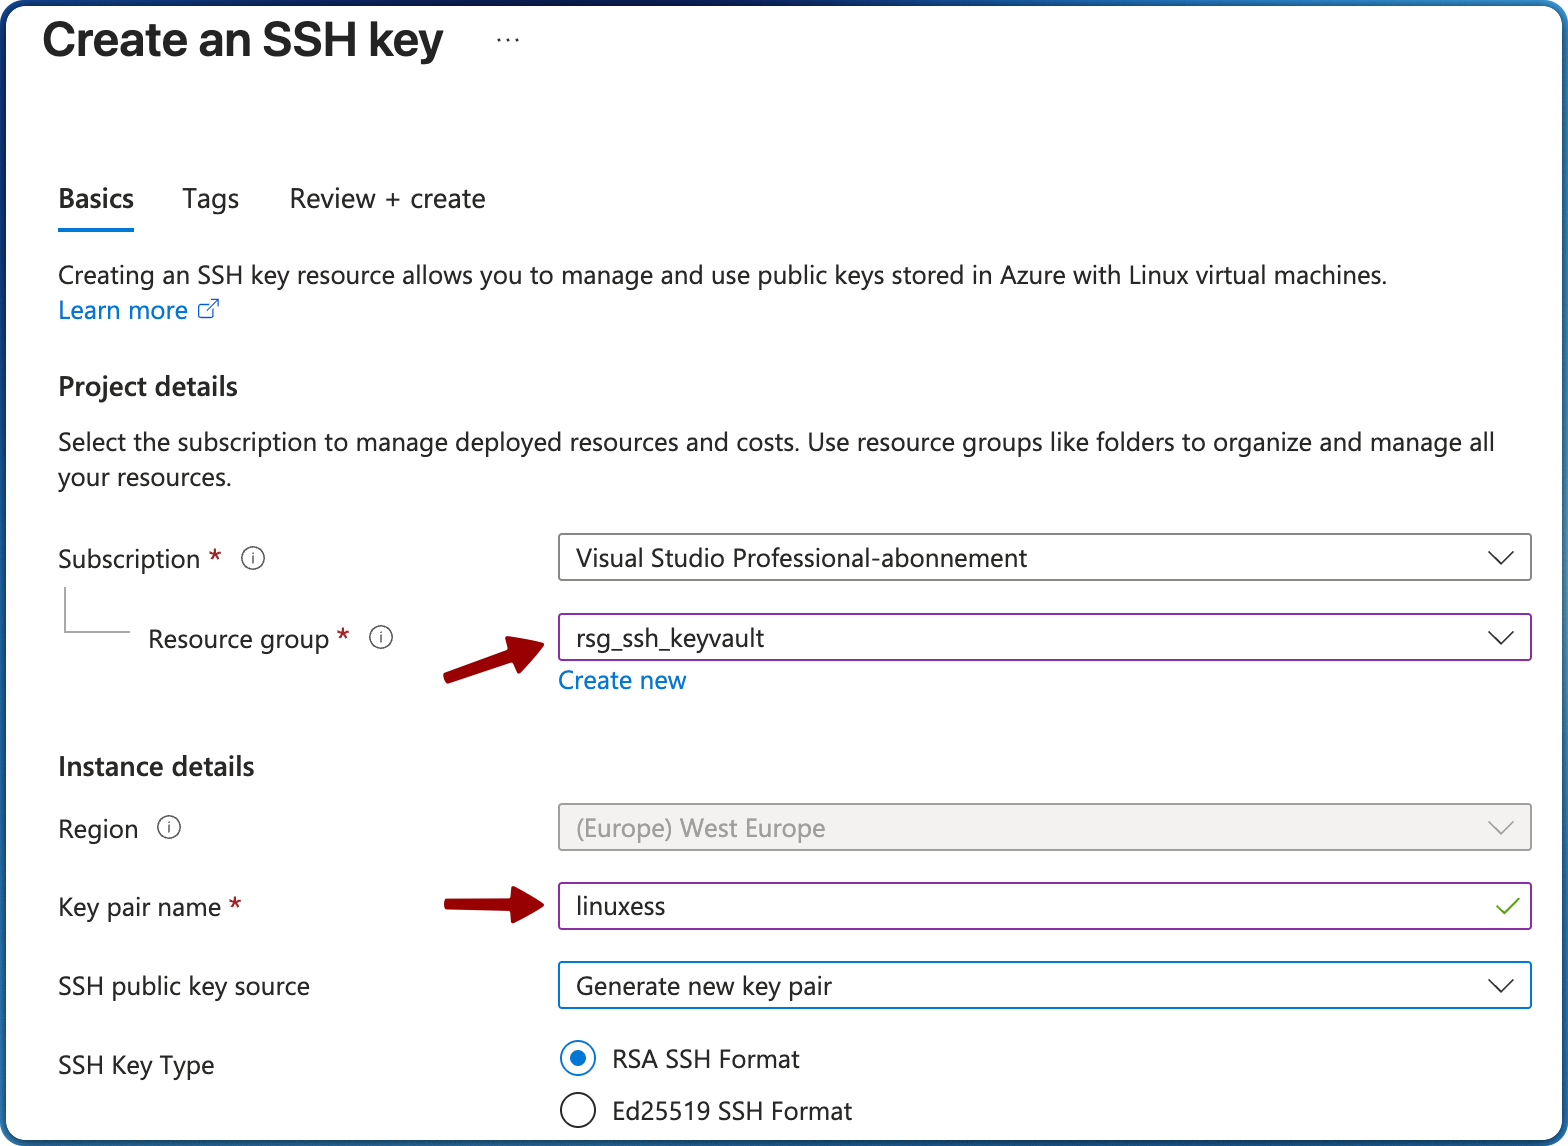 Create an SSH key ...
Basics Tags Review + create
Creating an SSH key resource allows you to manage and use public keys stored in Azure with Linux virtual machines.
Learn more
Project details
Select the subscription to manage deployed resources and costs. Use resource groups like folders to organize and manage all
your resources.
Subscription * Visual Studio Professional-abonnement
Resource group * rsg_ssh_keyvault
Create new
Instance details
Region (Europe) West Europe
Key pair name * linuxess
SSH public key source Generate new key pair
SSH Key Type RSA SSH Format
Ed25519 SSH Format